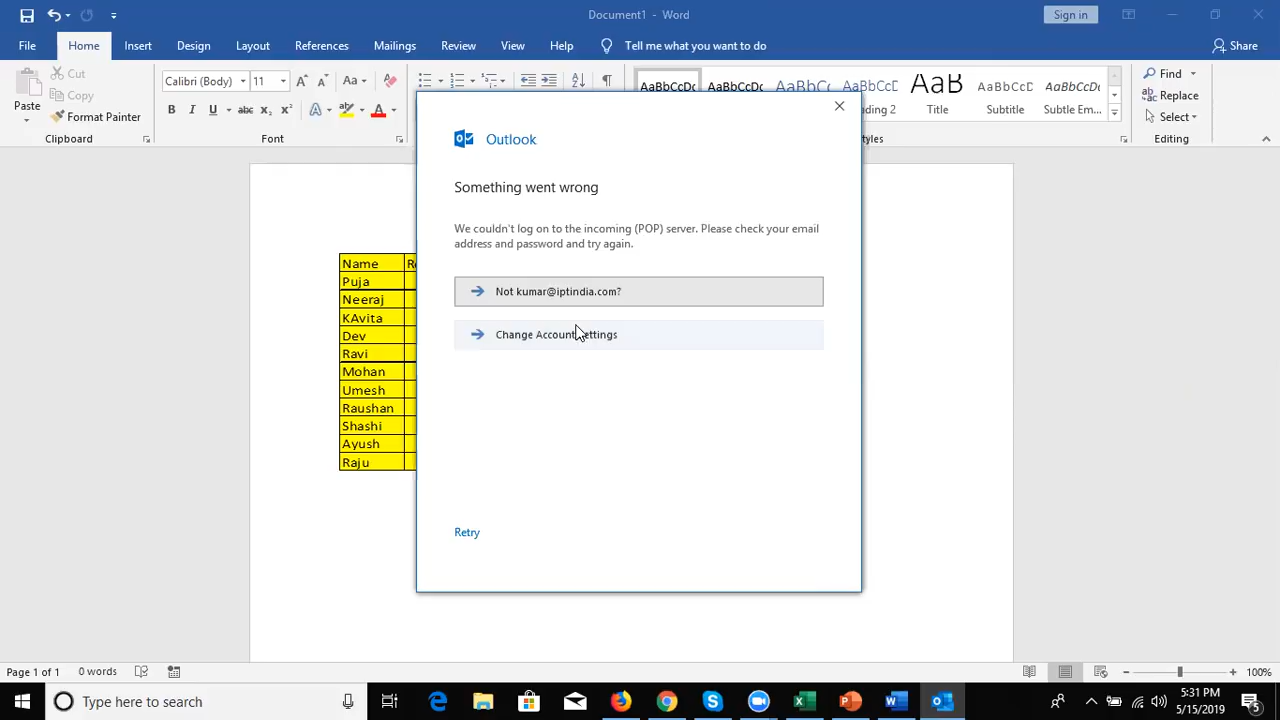 Document1 - Word
Sign in
File
Home
Insert
Design
Layout
References
Mailings
Review
View
Help
Tell me what you want to do
Share
Paste
Cut
Copy
Format Painter
Clipboard
Calibri (Body)
11
Font
AaBbCcDc
AaBbCcDc
AaB
Title
AaBbCcD
Subtitle
AaBbCcDc
Subtle Em...
Find
Replace
Select
Editing
Outlook
Something went wrong
We couldn't log on to the incoming (POP) server. Please check your email
address and password and try again.
Not kumar@iptindia.com?
Change Account Settings
Retry
Name
Puja
Neeraj
KAvita
Dev
Ravi
Mohan
Umesh
Raushan
Shashi
Ayush
Raju
Page 1 of 1
0 words
100%
Type here to search
5:31 PM
5/15/2019
5